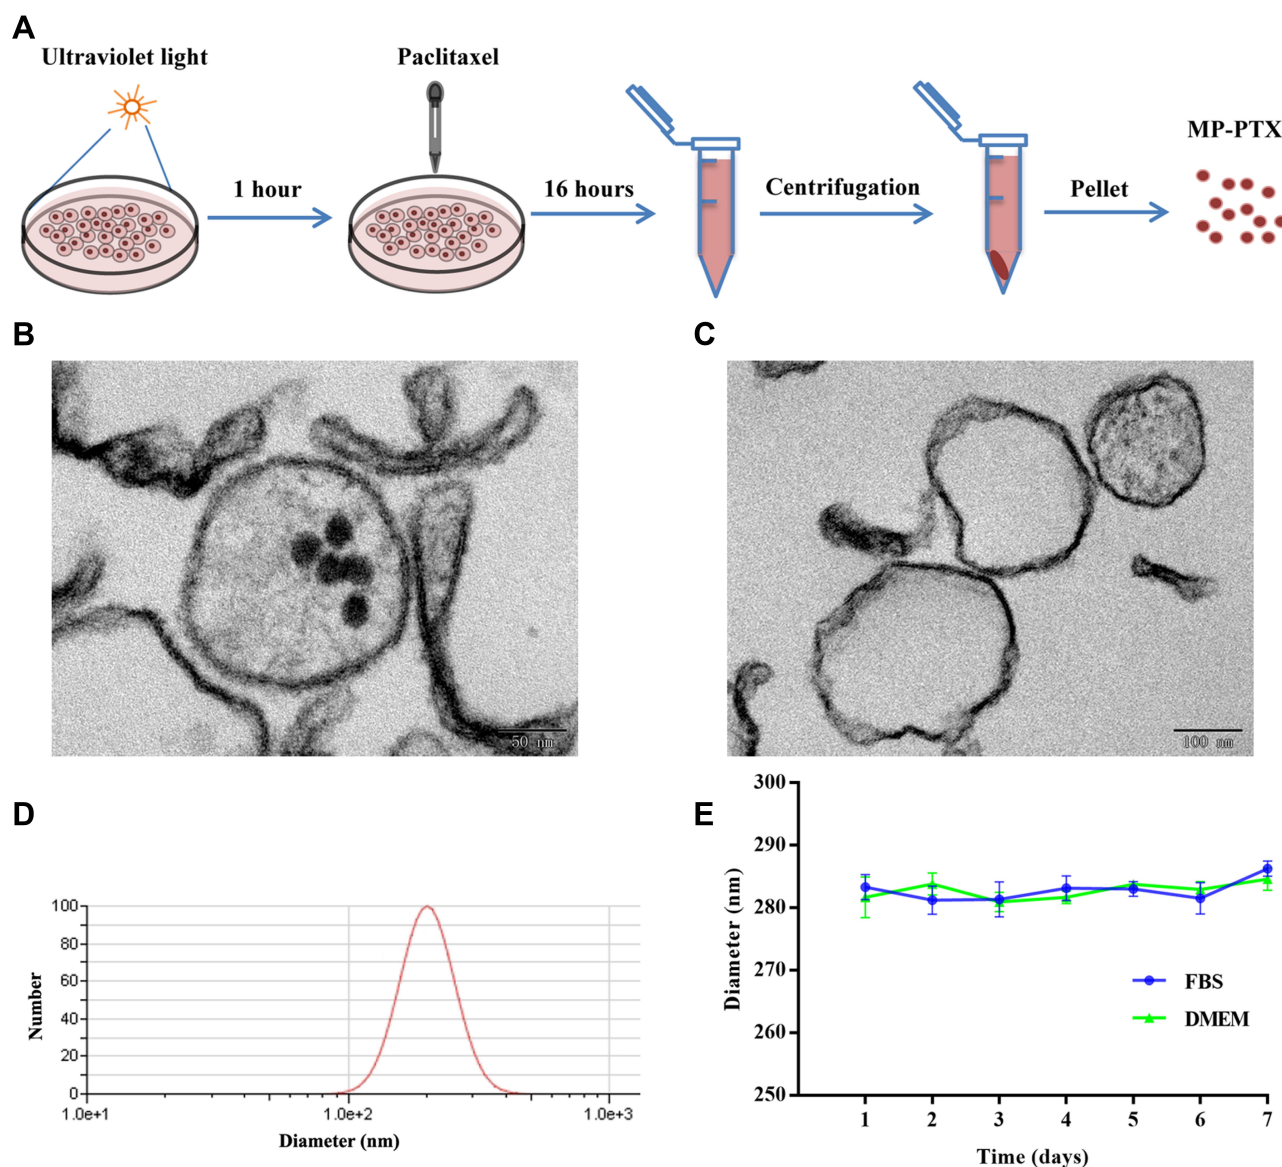 A
Ultraviolet light
Paclitaxel
MP-PTX
1 hour
16 hours
Centrifugation
Pellet
B
C
50 nm
100 nm
D
E
100
80
60
40
20
0
Number
1.0e+1
1.0e+2
1.0e+3
Diameter (nm)
300
290
280
270
260
250
Diameter (nm)
FBS
DMEM
1 2 3 4 5 6 7
Time (days)